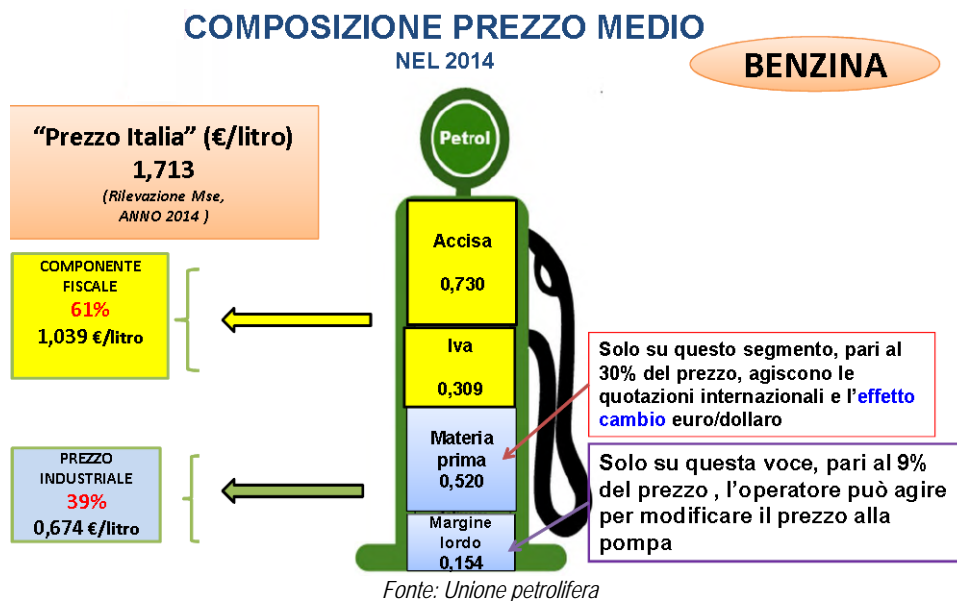 COMPOSIZIONE PREZZO MEDIO
NEL 2014
BENZINA
"Prezzo Italia" (€/litro)
1,713
(Rilevazione Mse,
ANNO 2014 )
Petrol
Accisa
0,730
COMPONENTE
FISCALE
61%
1,039 €/litro
Iva
0,309
Solo su questo segmento, pari al
30% del prezzo, agiscono le
quotazioni internazionali e l'effetto
cambio euro/dollaro
Materia
prima
0,520
PREZZO
INDUSTRIALE
39%
0,674 €/litro
Solo su questa voce, pari al 9%
del prezzo , l'operatore può agire
per modificare il prezzo alla
pompa
Margine
lordo
0,154
Fonte: Unione petrolifera